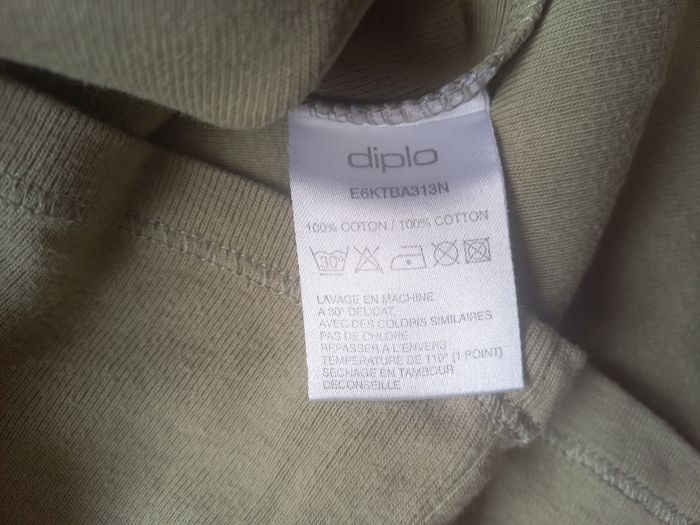 diplo
E6KTBA313N
100% COTON / 100% COTTON
30°
LAVAGE EN MACHINE
A 30° DELICAT
AVEC DES COLORIS SIMILAIRES
PAS DE CHLORE
REPASSER A L'ENVERS
TEMPERATURE DE 110° (1 POINT)
SECHAGE EN TAMBOUR
DECONSEILLE